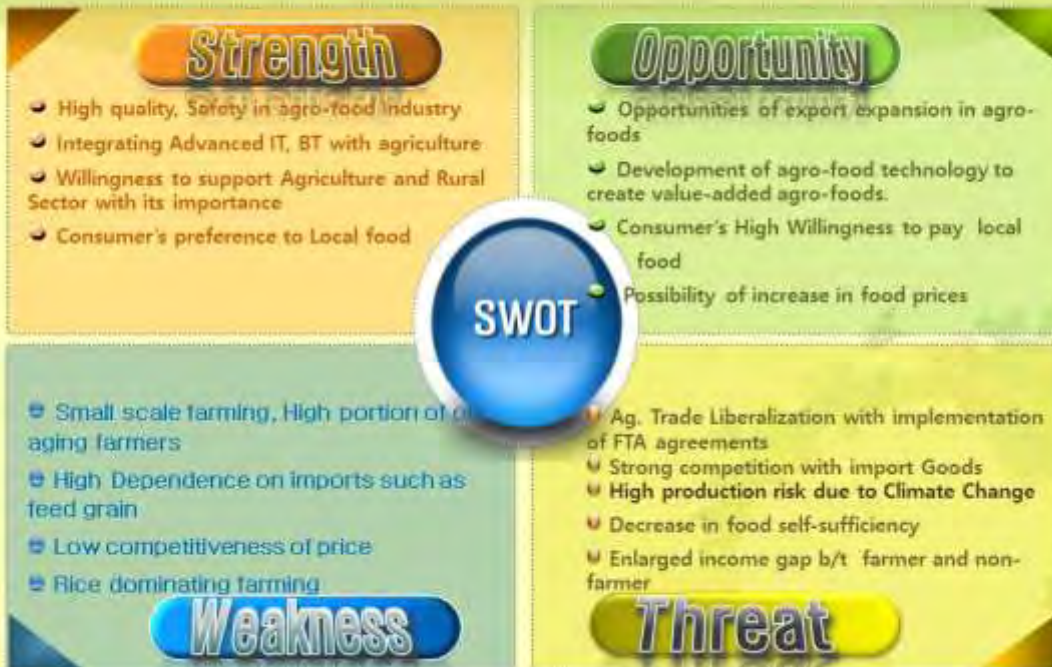 Strength
High quality, Safety in agro-food industry
Integrating Advanced IT, BT with agriculture
Willingness to support Agriculture and Rural
Sector with its importance
Consumer's preference to Local food
Opportunity
Opportunities of export expansion in agro-
foods
Development of agro-food technology to
create value-added agro-foods.
Consumer's High Willingness to pay local
food
Possibility of increase in food prices
SWOT
Small scale farming, High portion of
aging farmers
High Dependence on imports such as
feed grain
Low competitiveness of price
Rice dominating farming
Weakness
Ag. Trade Liberalization with implementation
of FTA agreements
Strong competition with import Goods
High production risk due to Climate Change
Decrease in food self-sufficiency
Enlarged income gap b/t farmer and non-
farmer
Threat